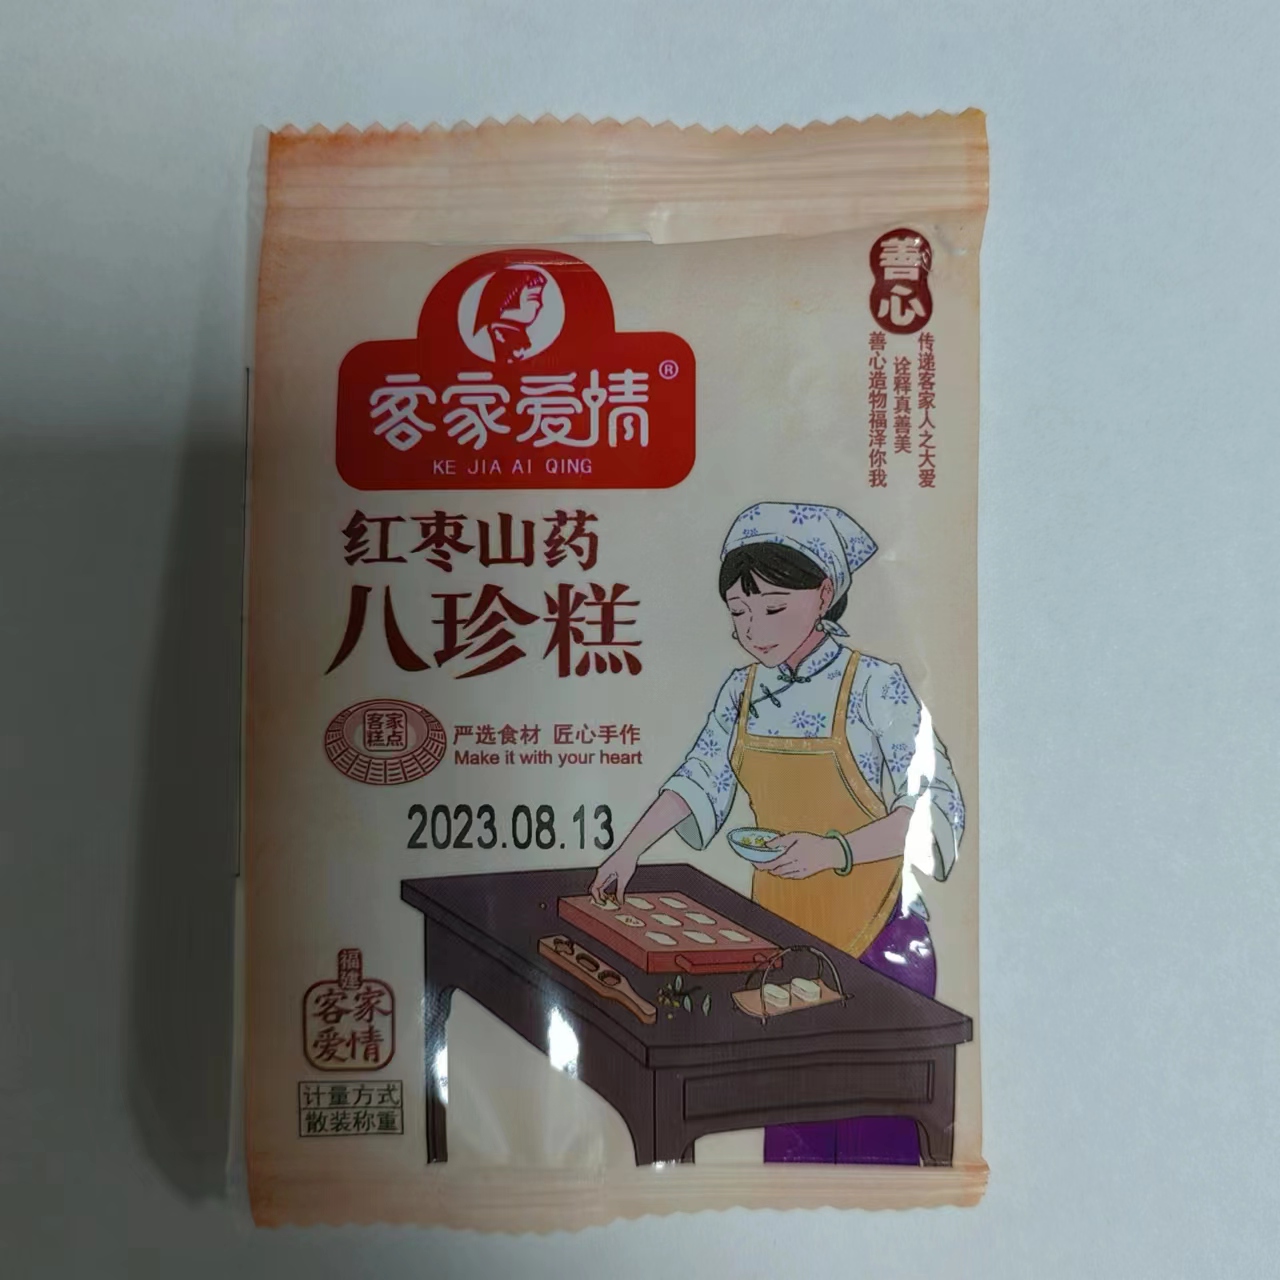 善心
传递客家人之大爱
诠释真善美
善心造物福泽你我
客家爱情®
KE JIA AI QING
红枣山药
八珍糕
客家
糕点
严选食材 匠心手作
Make it with your heart
2023.08.13
福建
客家
爱情
计量方式
散装称重